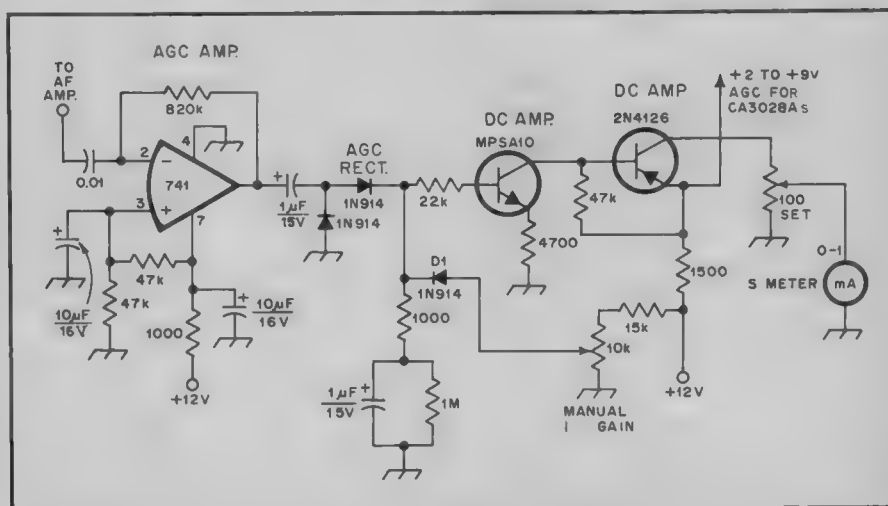 AGC AMP.
TO
AF
AMP.
820k
0.01
2
4
741
3
7
10µF
16V
47k
47k
1000
10µF
16V
+12V
1µF
15V
AGC
RECT.
1N914
1N914
22k
D1
1N914
1000
1µF
15V
1M
DC AMP.
MPSA10
4700
DC AMP
2N4126
47k
+2 TO +9V
AGC FOR
CA3028As
100
SET
0-1
S METER
mA
1500
15k
10k
MANUAL
I GAIN
+12V